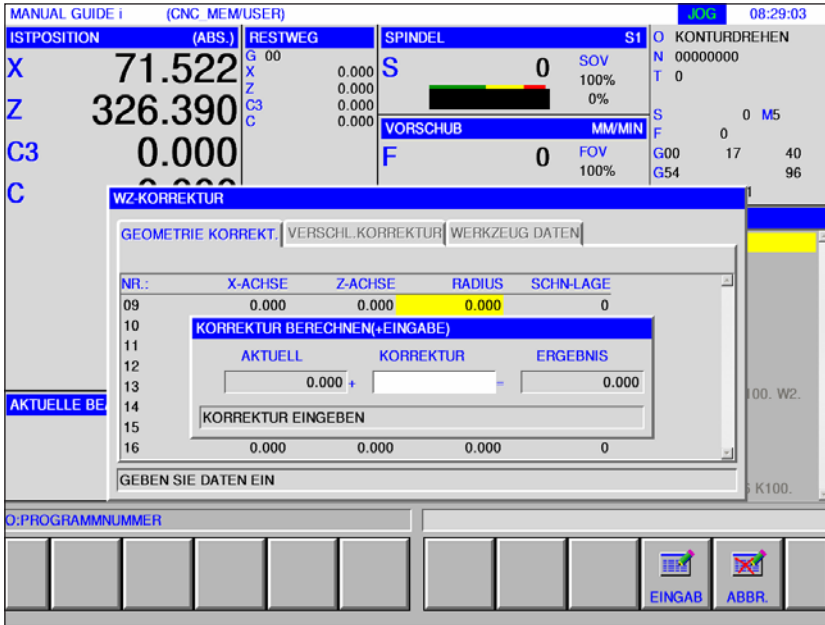 MANUAL GUIDE i (CNC_MEM/USER) JOG 08:29:03
ISTPOSITION (ABS.)
X 71.522
Z 326.390
C3 0.000
C
RESTWEG
G 00
X 0.000
Z 0.000
C3 0.000
C 0.000
SPINDEL S1
S 0 SOV
100%
0%
VORSCHUB MM/MIN
F 0 FOV
100%
O KONTURDREHEN
N 00000000
T 0
S 0 M5
F 0
G00 17 40
G54 96
1
WZ-KORREKTUR
GEOMETRIE KORREKT. VERSCHL.KORREKTUR WERKZEUG DATEN
NR.: X-ACHSE Z-ACHSE RADIUS SCHN-LAGE
09 0.000 0.000 0.000 0
10
11
12
13
14
15
16 0.000 0.000 0.000 0
KORREKTUR BERECHNEN(+EINGABE)
AKTUELL KORREKTUR ERGEBNIS
0.000 + = 0.000
KORREKTUR EINGEBEN
GEBEN SIE DATEN EIN
AKTUELLE BE
100. W2.
K100.
O:PROGRAMMNUMMER
EINGAB ABBR.